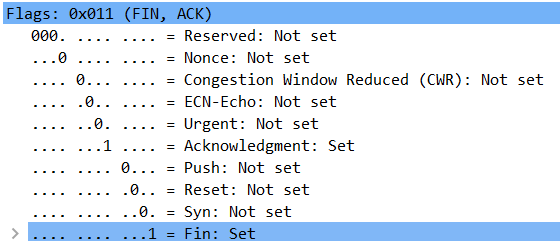 Flags: 0x011 (FIN, ACK)
000. .... .... = Reserved: Not set
...0 .... .... = Nonce: Not set
.... 0... .... = Congestion Window Reduced (CWR): Not set
.... .0.. .... = ECN-Echo: Not set
.... ..0. .... = Urgent: Not set
.... ...1 .... = Acknowledgment: Set
.... .... 0... = Push: Not set
.... .... .0.. = Reset: Not set
.... .... ..0. = Syn: Not set
.... .... ...1 = Fin: Set